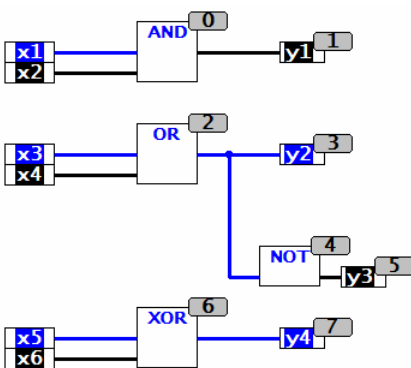 AND 0
x1 y1 1
x2
OR 2
x3 y2 3
x4
NOT 4
y3 5
XOR 6
x5 y4 7
x6